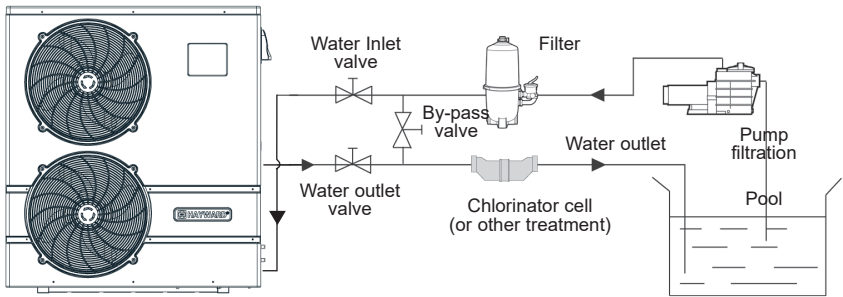 Water Inlet
valve
Filter
By-pass
valve
Water outlet
Pump
filtration
Water outlet
valve
HAYWARD®
Chlorinator cell
(or other treatment)
Pool